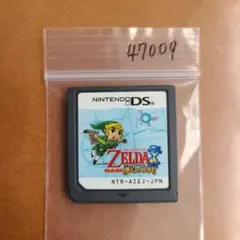 47009
NINTENDO DS
ZELDA
NTR-AZEJ-JPN